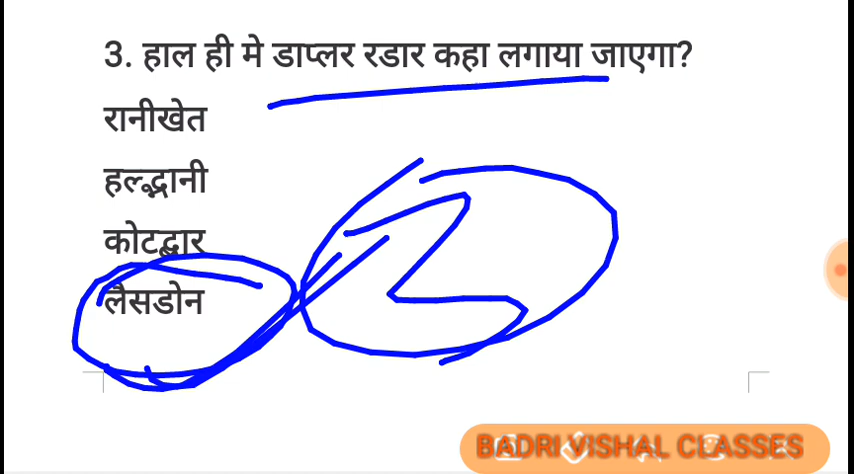 3. हाल ही मे डाप्लर रडार कहा लगाया जाएगा?
रानीखेत
हल्द्धानी
कोटद्धार
लैसडोन
BADRI VISHAL CLASSES